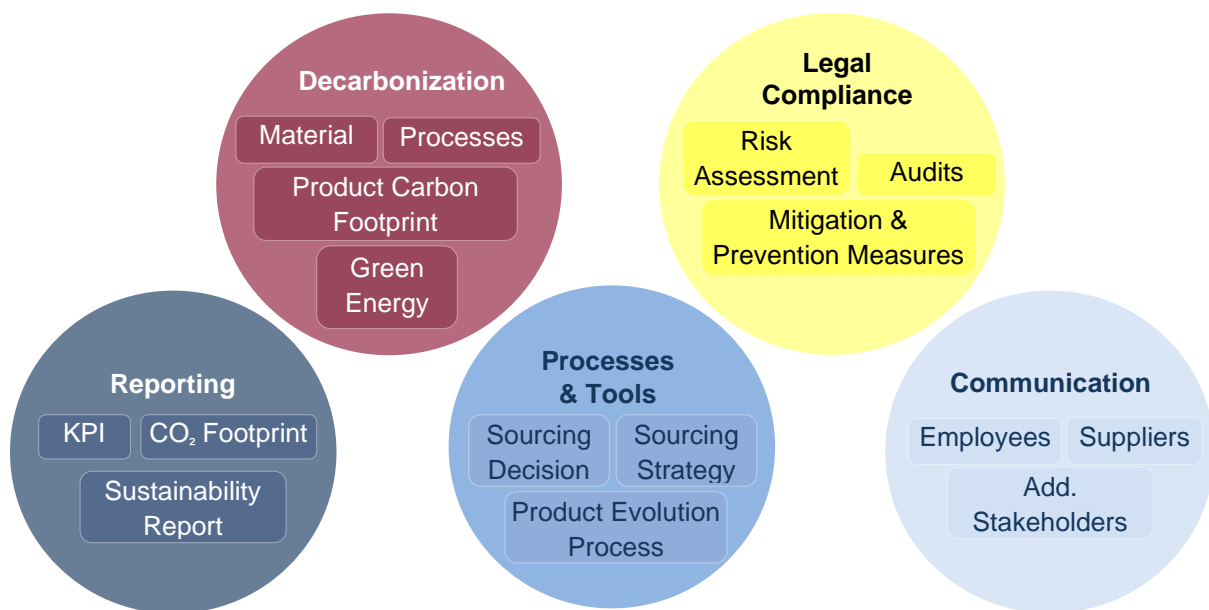 Decarbonization
Material
Processes
Product Carbon
Footprint
Green
Energy
Legal
Compliance
Risk
Assessment
Audits
Mitigation &
Prevention Measures
Reporting
KPI
CO₂ Footprint
Sustainability
Report
Processes
& Tools
Sourcing
Decision
Sourcing
Strategy
Product Evolution
Process
Communication
Employees
Suppliers
Add.
Stakeholders